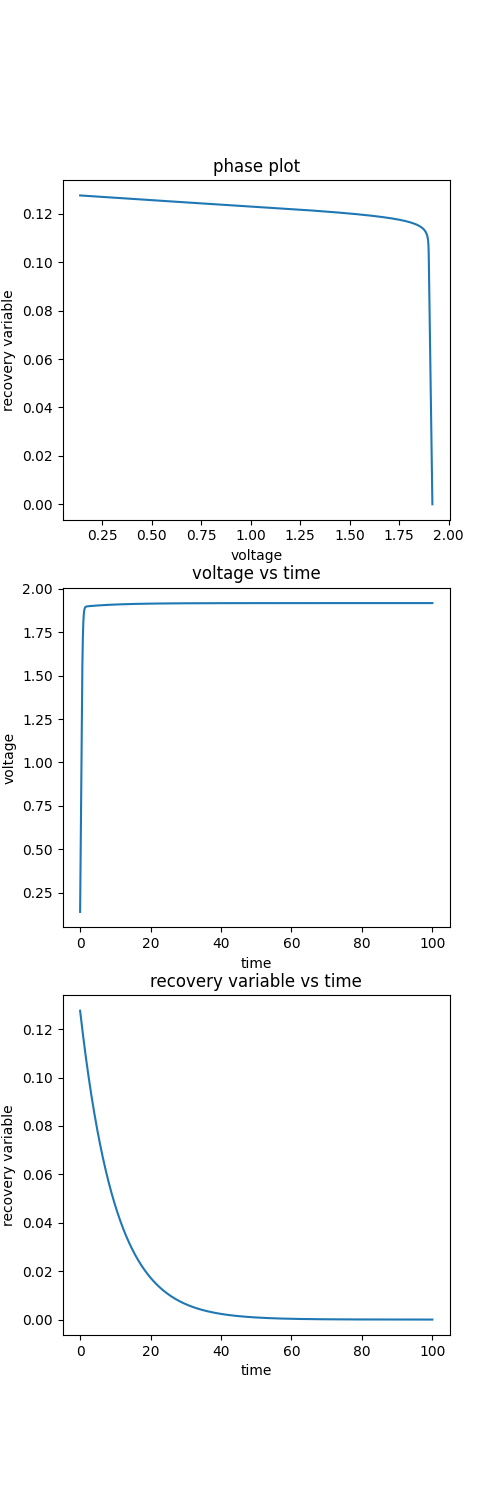 phase plot
0.12
0.10
0.08
0.06
0.04
0.02
0.00
recovery variable
0.25 0.50 0.75 1.00 1.25 1.50 1.75 2.00
voltage
voltage vs time
2.00
1.75
1.50
1.25
1.00
0.75
0.50
0.25
voltage
0 20 40 60 80 100
time
recovery variable vs time
0.12
0.10
0.08
0.06
0.04
0.02
0.00
recovery variable
0 20 40 60 80 100
time